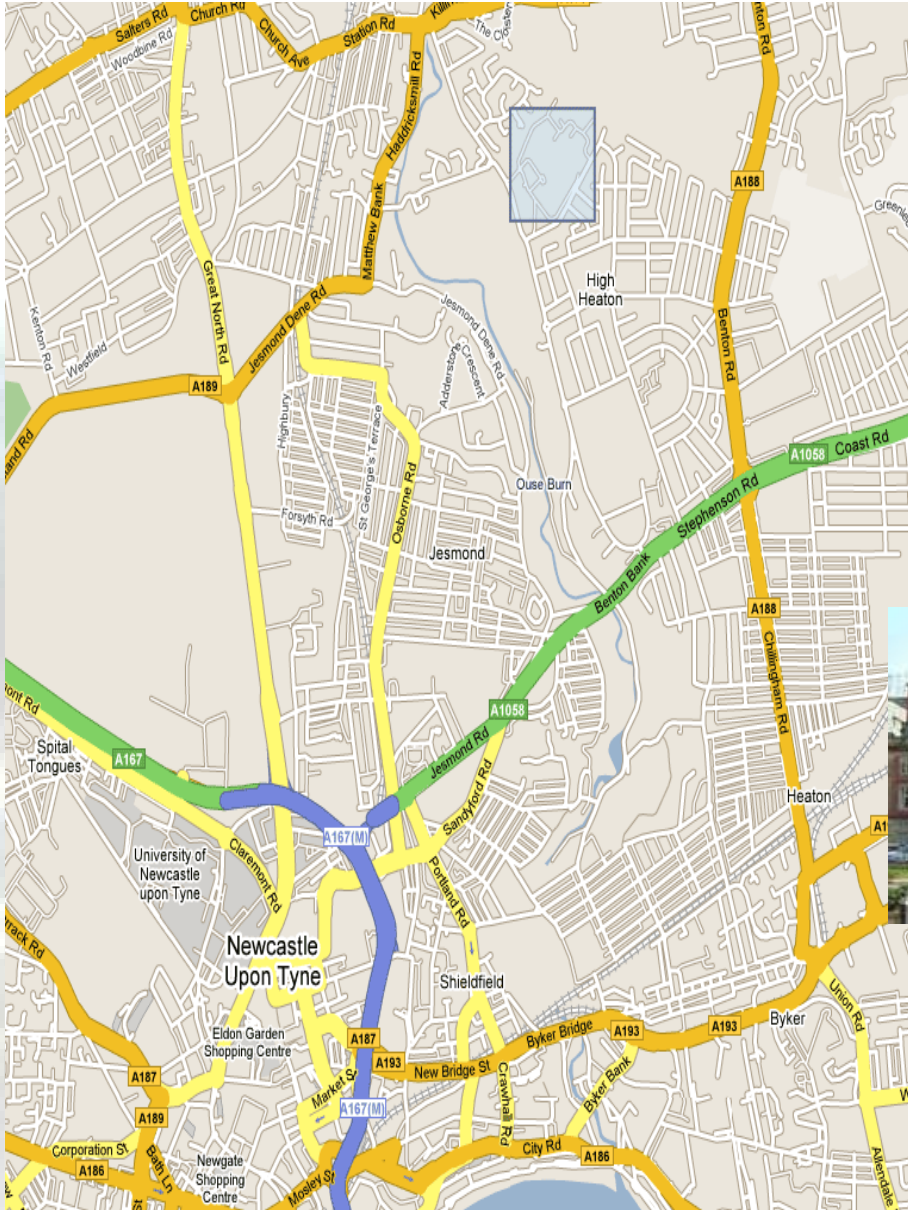 Salters Rd
Church Rd
Church Ave
Station Rd
The
Woodbine Rd
Haddricksmill Rd
Matthew Bank
A188
Great North Rd
High
Heaton
Kenton Rd
Westfield
Jesmond Dene Rd
Jesmond Dene Rd
Adderstone
Crescent
Benton Rd
A189
Highbury
St George's Terrace
Osborne Rd
A1058
Coast Rd
Stephenson Rd
Ouse Burn
Forsyth Rd
Jesmond
Benton Bank
A188
Chillingham Rd
A1058
Jesmond Rd
Spital
Tongues
A167
Sandyford Rd
Heaton
A167(M)
University of
Newcastle
upon Tyne
Claremont Rd
Portland Rd
Newcastle
Upon Tyne
Shieldfield
Union Rd
Byker
Eldon Garden
Shopping Centre
A187
A193
New Bridge St
Byker Bridge
A193
A193
A187
Market St
A167(M)
Crawhall Rd
Byker Bank
A189
Corporation St
A186
Bath Ln
Newgate
Shopping
Centre
Mosley St
City Rd
A186
Allendale